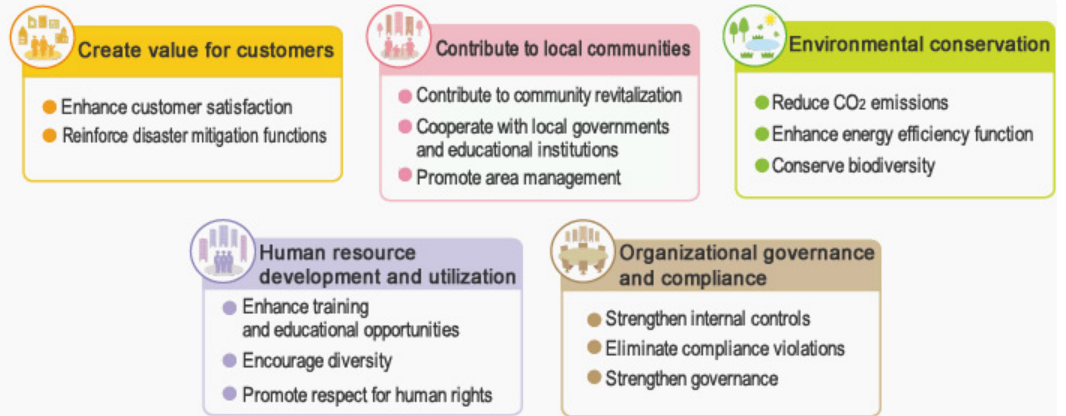 Create value for customers
● Enhance customer satisfaction
● Reinforce disaster mitigation functions
Contribute to local communities
● Contribute to community revitalization
● Cooperate with local governments
and educational institutions
● Promote area management
Environmental conservation
● Reduce CO₂ emissions
● Enhance energy efficiency function
● Conserve biodiversity
Human resource
development and utilization
● Enhance training
and educational opportunities
● Encourage diversity
● Promote respect for human rights
Organizational governance
and compliance
● Strengthen internal controls
● Eliminate compliance violations
● Strengthen governance